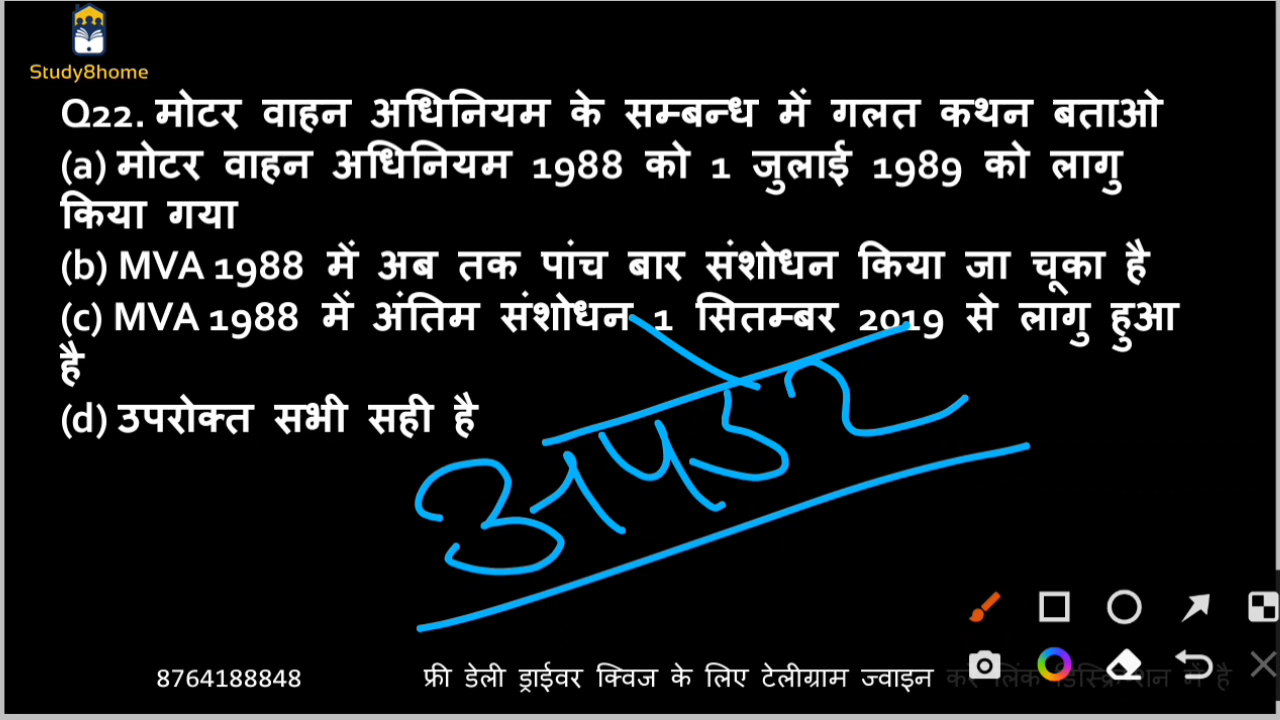 Study8home
Q22. मोटर वाहन अधिनियम के सम्बन्ध में गलत कथन बताओ
(a) मोटर वाहन अधिनियम 1988 को 1 जुलाई 1989 को लागु
किया गया
(b) MVA 1988 में अब तक पांच बार संशोधन किया जा चूका है
(c) MVA 1988 में अंतिम संशोधन 1 सितम्बर 2019 से लागु हुआ
है
(d) उपरोक्त सभी सही है
अपडेट
8764188848 फ्री डेली ड्राईवर क्विज के लिए टेलीग्राम ज्वाइन कर लिंक डिस्क्रिप्शन में है